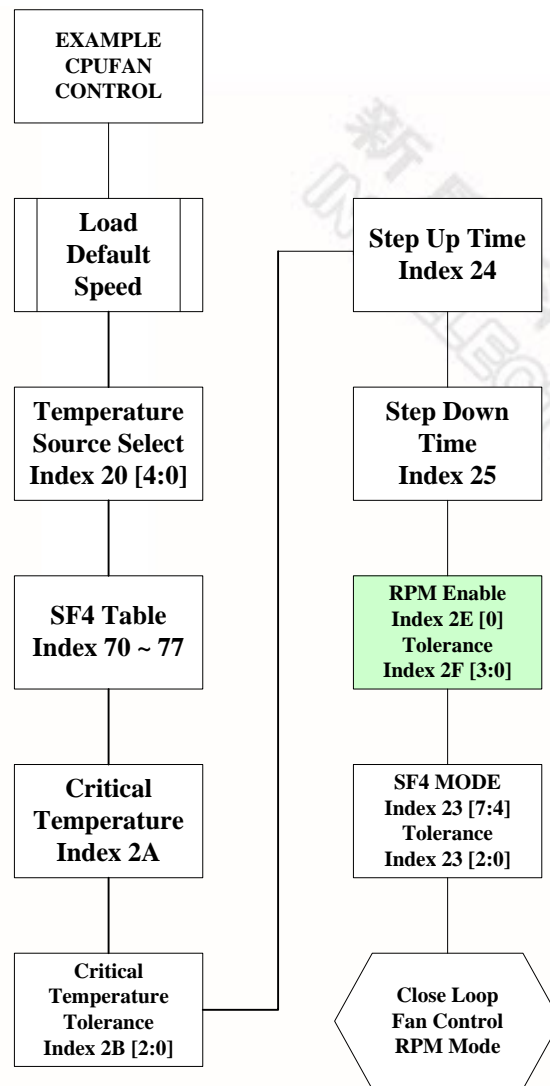 EXAMPLE
CPUFAN
CONTROL
Load
Default
Speed
Temperature
Source Select
Index 20 [4:0]
SF4 Table
Index 70 ~ 77
Critical
Temperature
Index 2A
Critical
Temperature
Tolerance
Index 2B [2:0]
Step Up Time
Index 24
Step Down
Time
Index 25
RPM Enable
Index 2E [0]
Tolerance
Index 2F [3:0]
SF4 MODE
Index 23 [7:4]
Tolerance
Index 23 [2:0]
Close Loop
Fan Control
RPM Mode